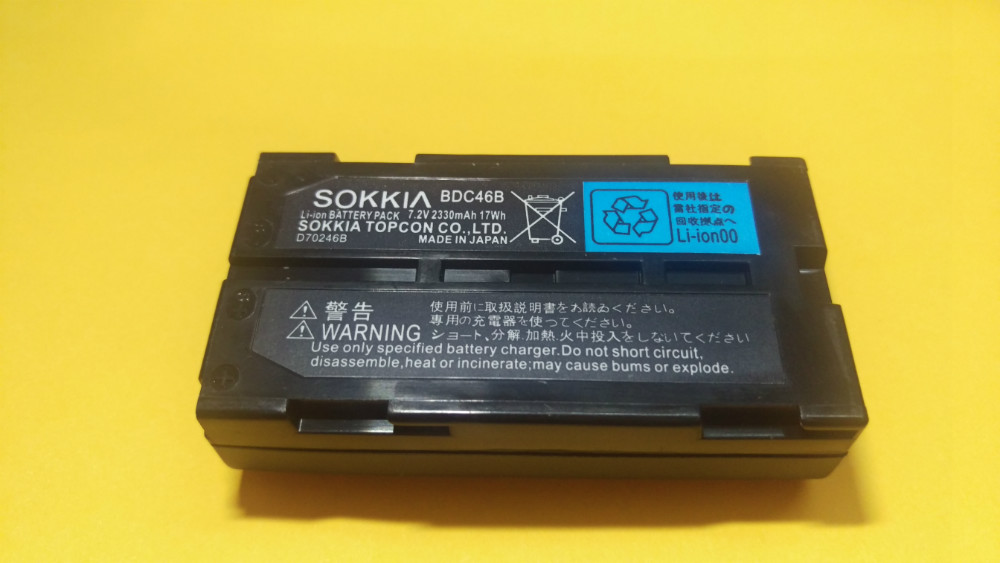 SOKKIA BDC46B
Li-ion BATTERY PACK 7.2V 2330mAh 17Wh
SOKKIA TOPCON CO.,LTD.
D70246B MADE IN JAPAN
使用後は
貴社指定の
回収拠点へ
Li-ion00
警告
WARNING
使用前に取扱説明書をお読みください。
専用の充電器を使ってください。
ショート、分解.加熱.火中投入をしないでください
Use only specified battery charger.Do not short circuit,
disassemble,heat or incinerate;may cause bums or explode.